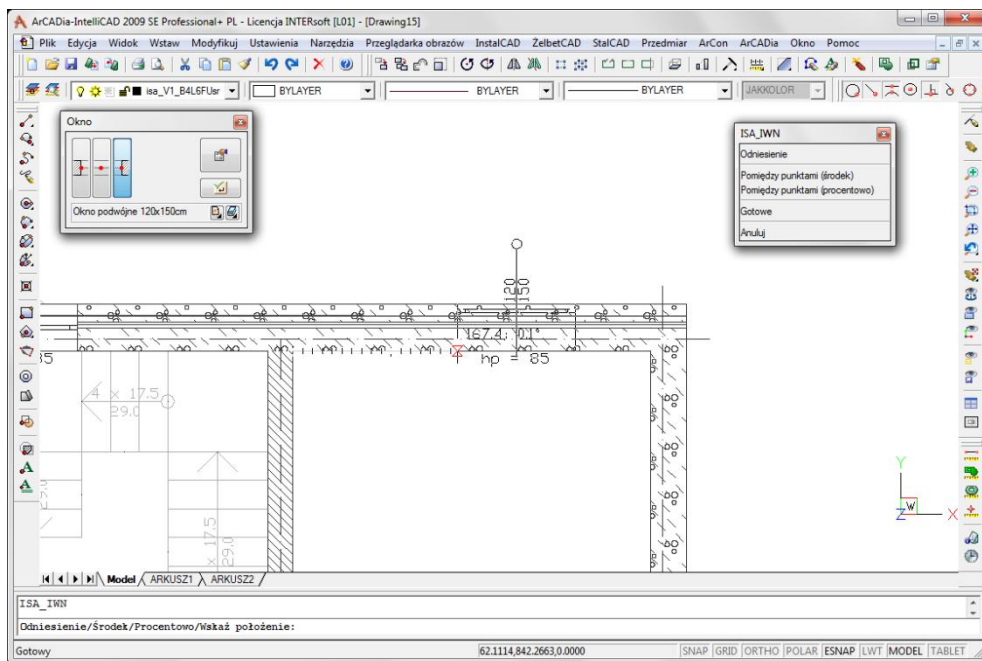 ArCADia-IntelliCAD 2009 SE Professional+ PL - Licencja INTERsoft [L01] - [Drawing15]
Plik Edycja Widok Wstaw Modyfikuj Ustawienia Narzędzia Przeglądarka obrazów InstalCAD ŻelbetCAD StalCAD Przedmiar ArCon ArCADia Okno Pomoc
isa_V1_B4L6FUsr BYLAYER BYLAYER BYLAYER JAKKOLOR
Okno
Okno podwójne 120x150cm
ISA_IWN
Odniesienie
Pomiędzy punktami (środek)
Pomiędzy punktami (procentowo)
Gotowe
Anuluj
120
150
167.4; 0.1°
hp = 85
4 x 17.5
29.0
x 17.5
29.0
Y
W
Z X
Model ARKUSZ1 ARKUSZ2
ISA_IWN
Odniesienie/Środek/Procentowo/Wskaż położenie:
Gotowy 62.1114,842.2663,0.0000 SNAP GRID ORTHO POLAR ESNAP LWT MODEL TABLET